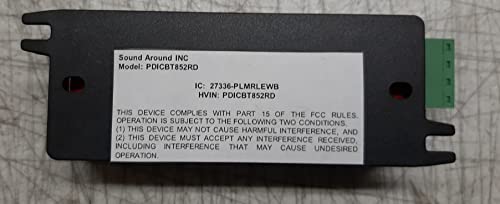 Sound Around INC
Model: PDICBT852RD
IC: 27336-PLMRLEWB
HVIN: PDICBT852RD
THIS DEVICE COMPLIES WITH PART 15 OF THE FCC RULES.
OPERATION IS SUBJECT TO THE FOLLOWING TWO CONDITIONS.
(1) THIS DEVICE MAY NOT CAUSE HARMFUL INTERFERENCE, AND
(2) THIS DEVICE MUST ACCEPT ANY INTERFERENCE RECEIVED,
INCLUDING INTERFERENCE THAT MAY CAUSE UNDESIRED
OPERATION.